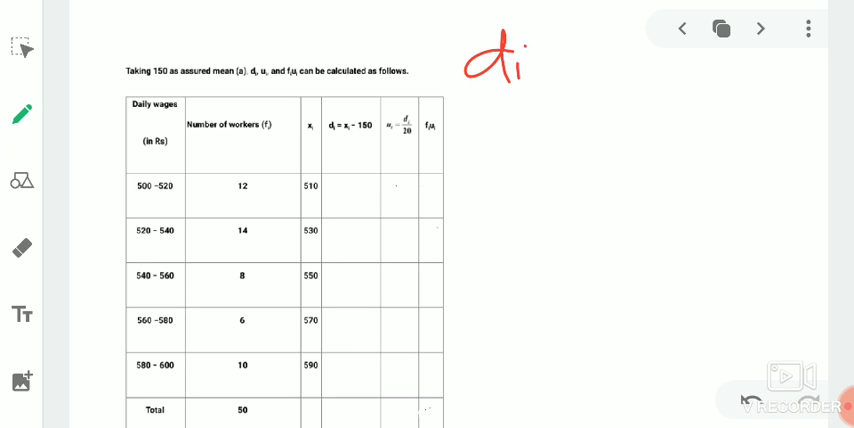 di
Taking 150 as assured mean (a), dᵢ, uᵢ, and fᵢuᵢ can be calculated as follows.
Daily wages (in Rs) Number of workers (fᵢ) xᵢ dᵢ = xᵢ – 150 uᵢ = dᵢ/20 fᵢuᵢ
500 –520 12 510
520 – 540 14 530
540 – 560 8 550
560 –580 6 570
580 – 600 10 590
Total 50
Tт
V RECORDER